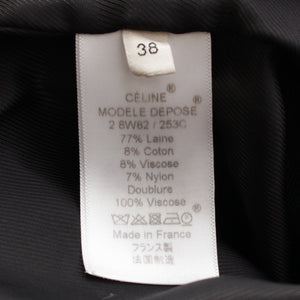 38
CÉLINE®
MODELE DEPOSE®
2 8W82 / 253C
77% Laine
8% Coton
8% Viscose
7% Nylon
Doublure
100% Viscose
Made in France
フランス製
法国制造